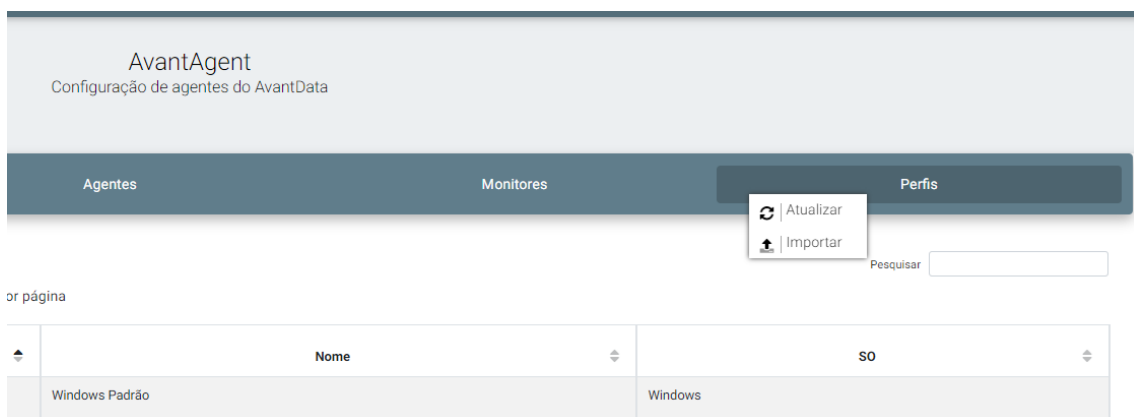 AvantAgent
Configuração de agentes do AvantData
Agentes Monitores Perfis
Atualizar
Importar
Pesquisar
or página
Nome SO
Windows Padrão Windows